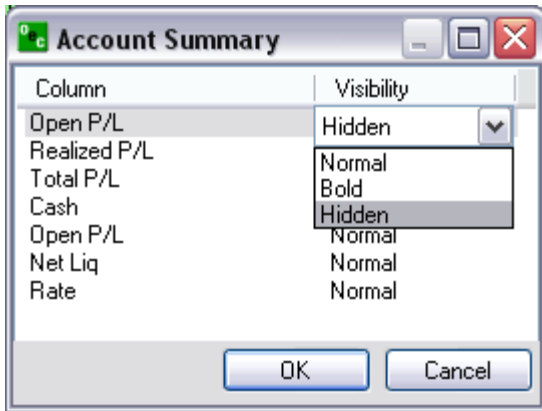 Oec Account Summary
Column Visibility
Open P/L Hidden
Realized P/L Normal
Total P/L Bold
Cash Hidden
Open P/L Normal
Net Liq Normal
Rate Normal
OK Cancel